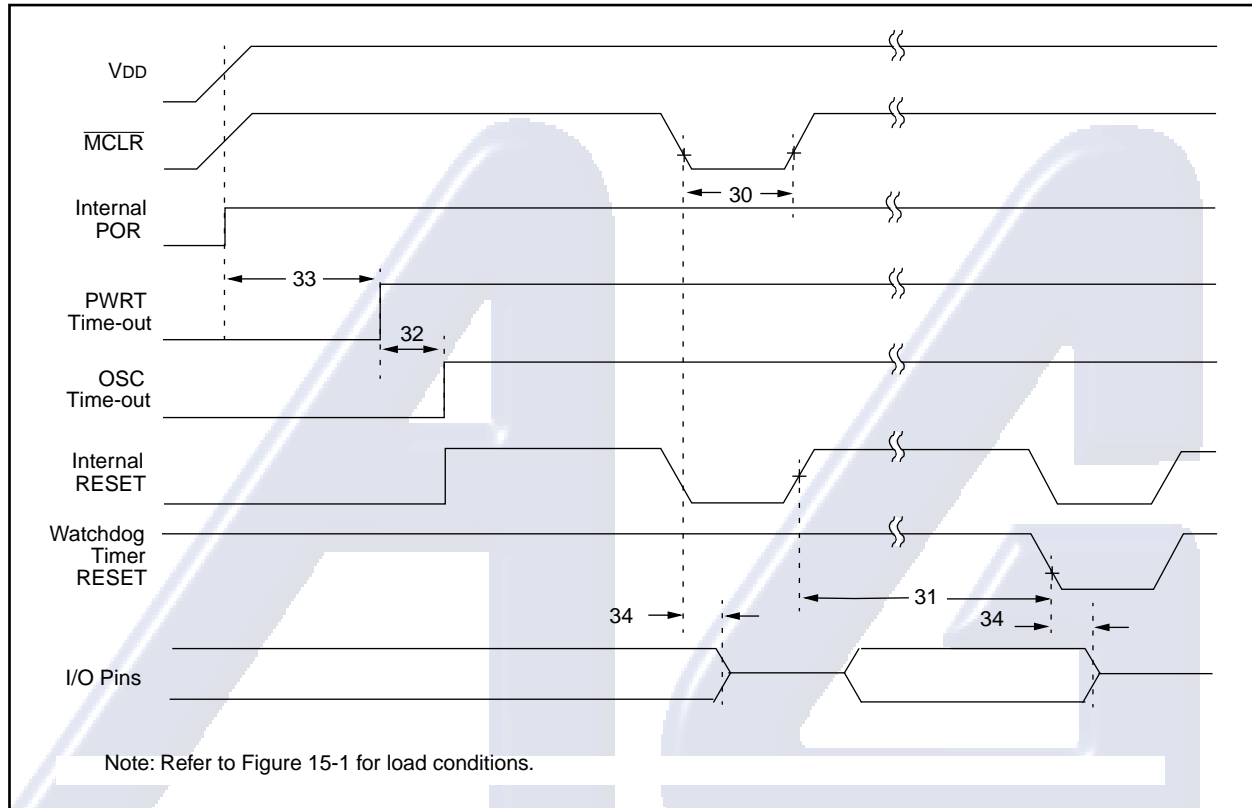 VDD
MCLR
30
Internal
POR
33
PWRT
Time-out
32
OSC
Time-out
Internal
RESET
Watchdog
Timer
RESET
31
34
34
I/O Pins
Note: Refer to Figure 15-1 for load conditions.